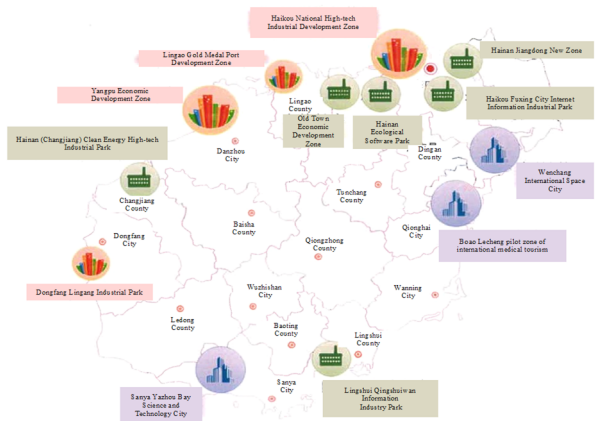 Haikou National High-tech
Industrial Development Zone
Hainan Jiangdong New Zone
Lingao Gold Medal Port
Development Zone
Yangpu Economic
Development Zone
Lingao
County
Haikou Fuxing City Internet
Information Industrial Park
Old Town
Economic
Development
Zone
Hainan
Ecological
Software Park
Hainan (Changjiang) Clean Energy High-tech
Industrial Park
Danzhou
City
Dingan
County
Wenchang
International Space
City
Changjiang
County
Tunchang
County
Baisha
County
Qionghai
City
Dongfang
City
Qiongzhong
County
Boao Lecheng pilot zone of
international medical tourism
Dongfang Lingang Industrial Park
Wuzhishan
City
Wanning
City
Ledong
County
Baoting
County
Lingshui
County
Sanya
City
Sanya Yazhou Bay
Science and
Technology City
Lingshui Qingshuiwan
Information
Industry Park